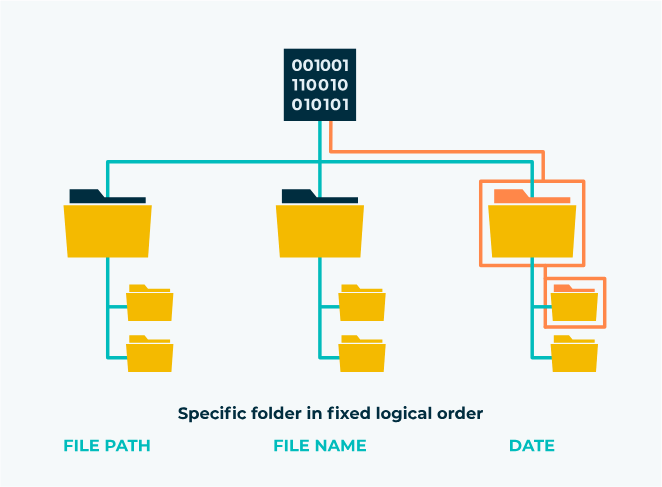 001001
110010
010101
Specific folder in fixed logical order
FILE PATH
FILE NAME
DATE